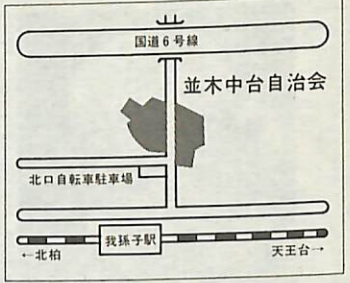 国道6号線
並木中台自治会
北口自転車駐車場
我孫子駅
←北柏
天王台→